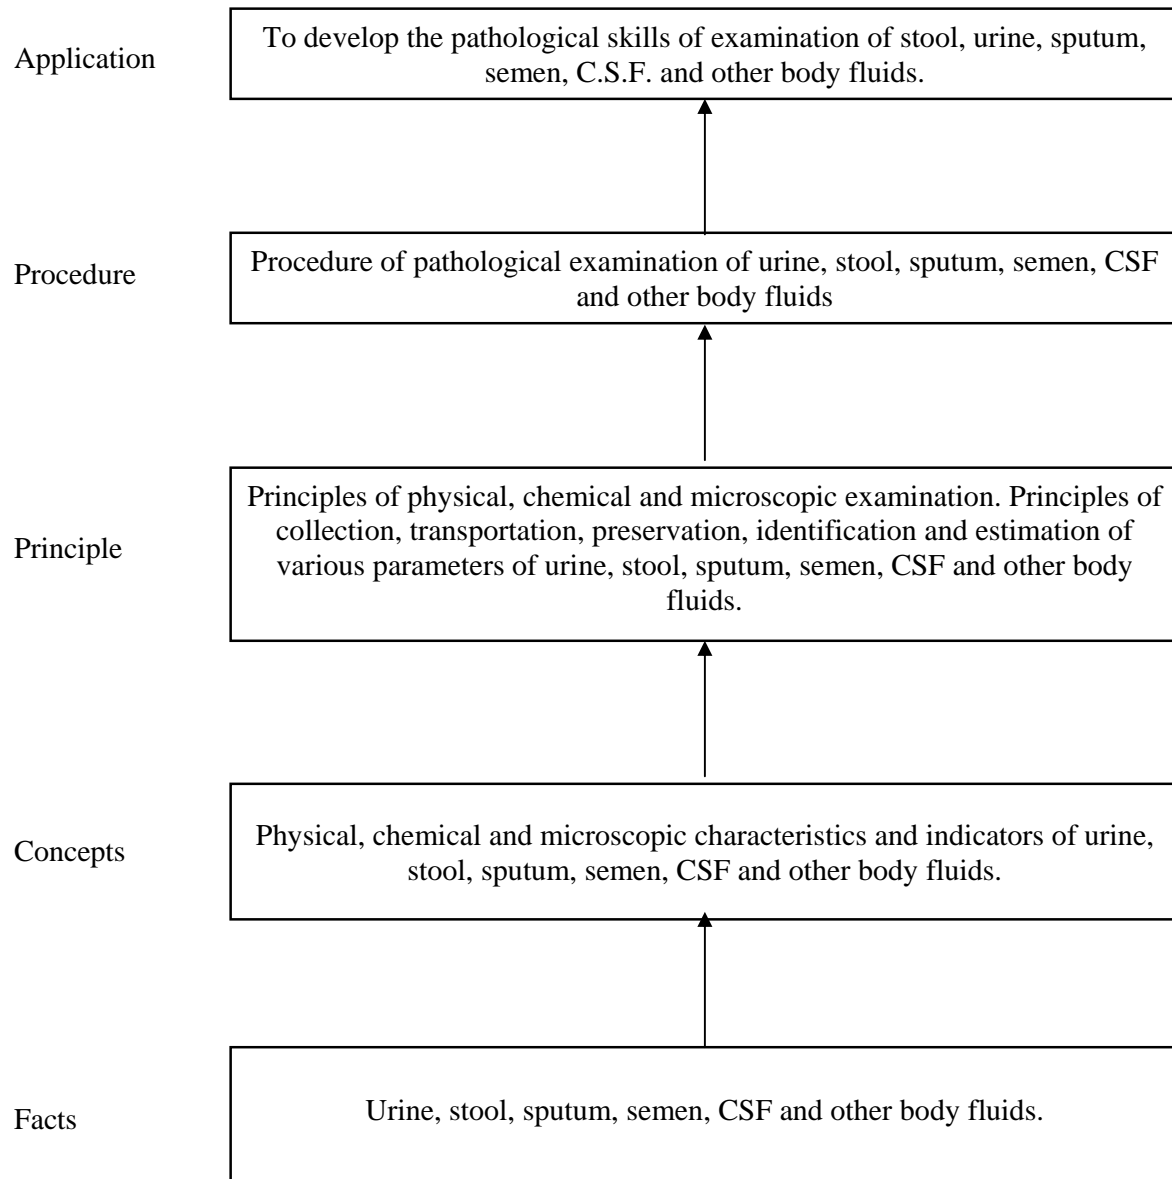 Application
To develop the pathological skills of examination of stool, urine, sputum,
semen, C.S.F. and other body fluids.
Procedure
Procedure of pathological examination of urine, stool, sputum, semen, CSF
and other body fluids
Principle
Principles of physical, chemical and microscopic examination. Principles of
collection, transportation, preservation, identification and estimation of
various parameters of urine, stool, sputum, semen, CSF and other body
fluids.
Concepts
Physical, chemical and microscopic characteristics and indicators of urine,
stool, sputum, semen, CSF and other body fluids.
Facts
Urine, stool, sputum, semen, CSF and other body fluids.